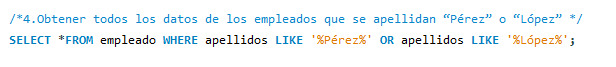 /*4.Obtener todos los datos de los empleados que se apellidan “Pérez” o “López” */
SELECT *FROM empleado WHERE apellidos LIKE '%Pérez%' OR apellidos LIKE '%López%';